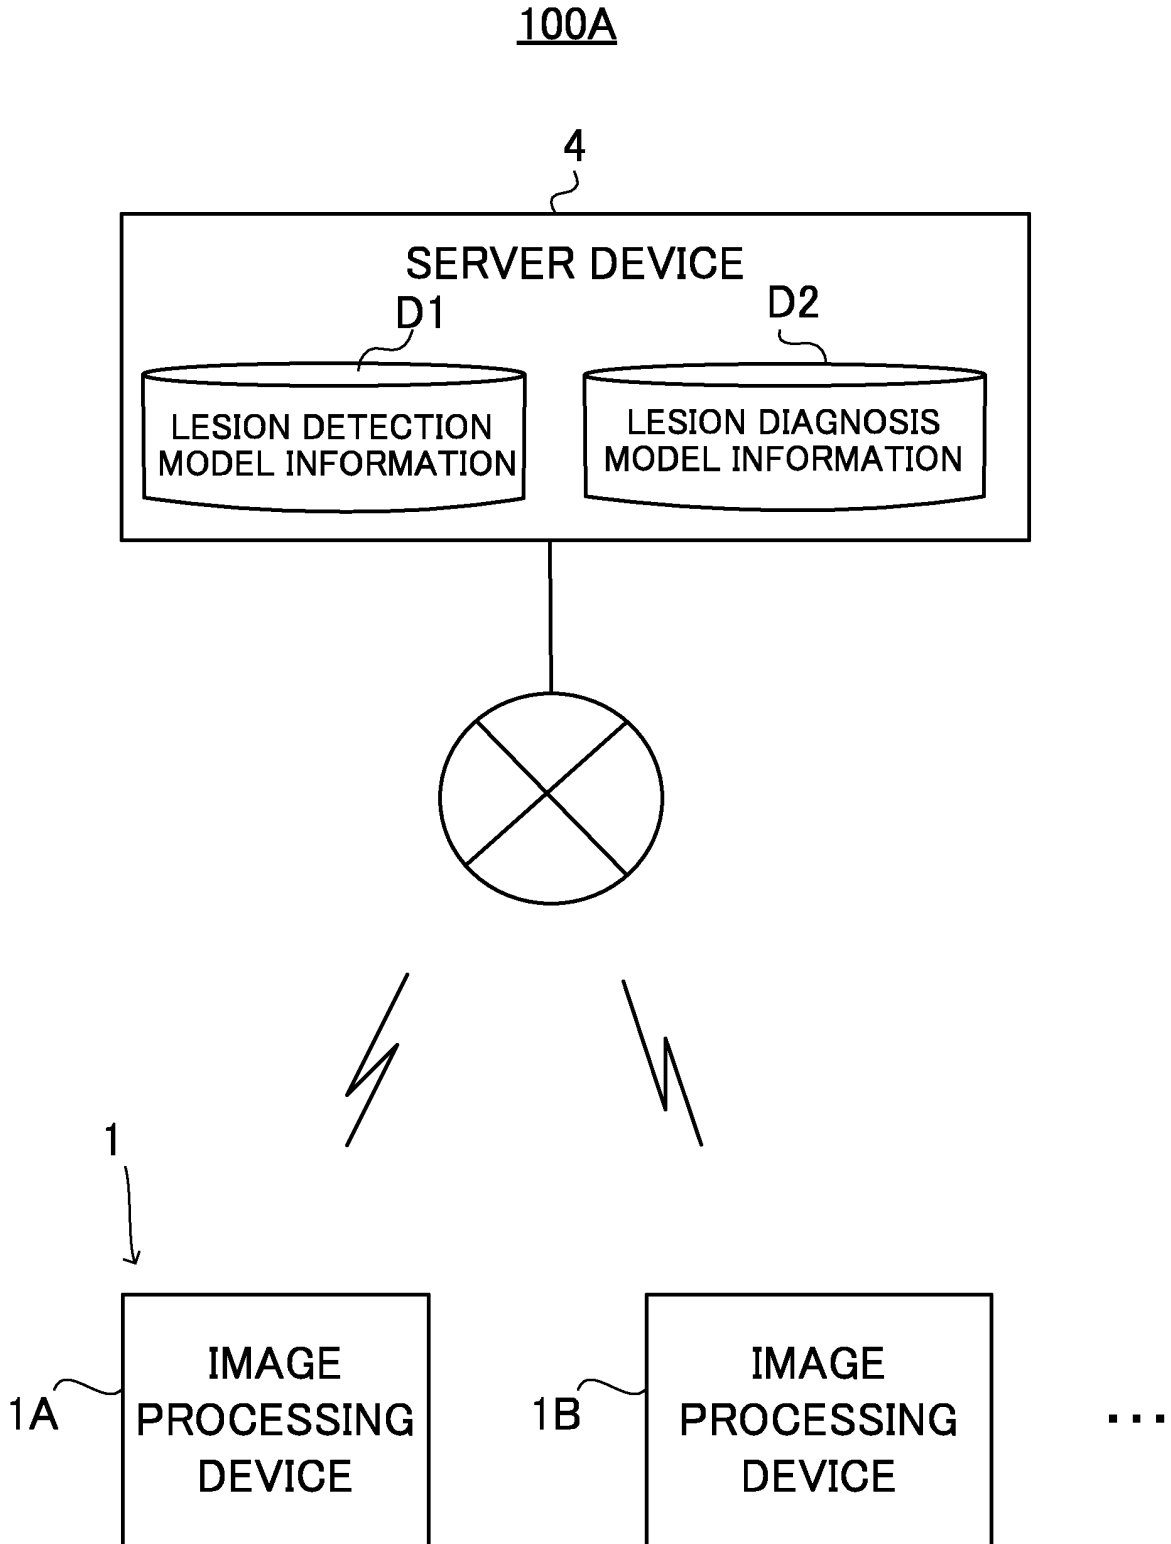 100A
4
SERVER DEVICE
D1
D2
LESION DETECTION
MODEL INFORMATION
LESION DIAGNOSIS
MODEL INFORMATION
1
1A
IMAGE
PROCESSING
DEVICE
1B
IMAGE
PROCESSING
DEVICE
...